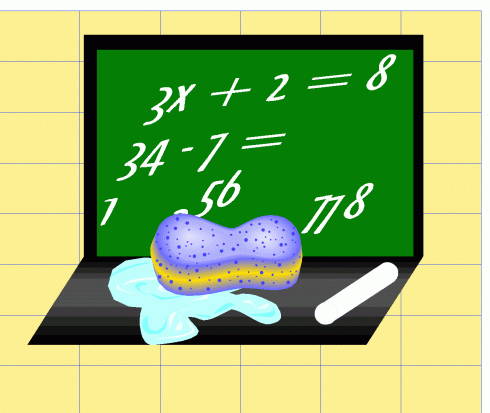 3x + 2 = 8
34 - 7 =
1 - 56 778